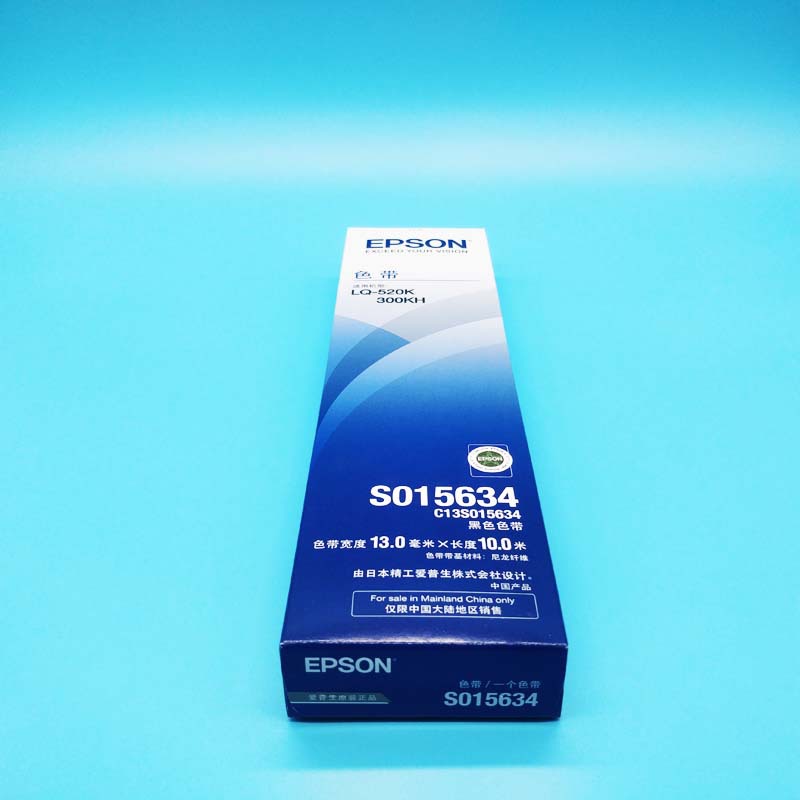 EPSON
EXCEED YOUR VISION
色带
适用机型:
LQ-520K
300KH
EPSON
S015634
C13S015634
黑色色带
色带宽度 13.0 毫米 × 长度 10.0 米
色带带基材料：尼龙纤维
由日本精工爱普生株式会社设计。
中国产品
For sale in Mainland China only
仅限中国大陆地区销售
EPSON
色带 / 一个色带
爱普生原装正品
S015634